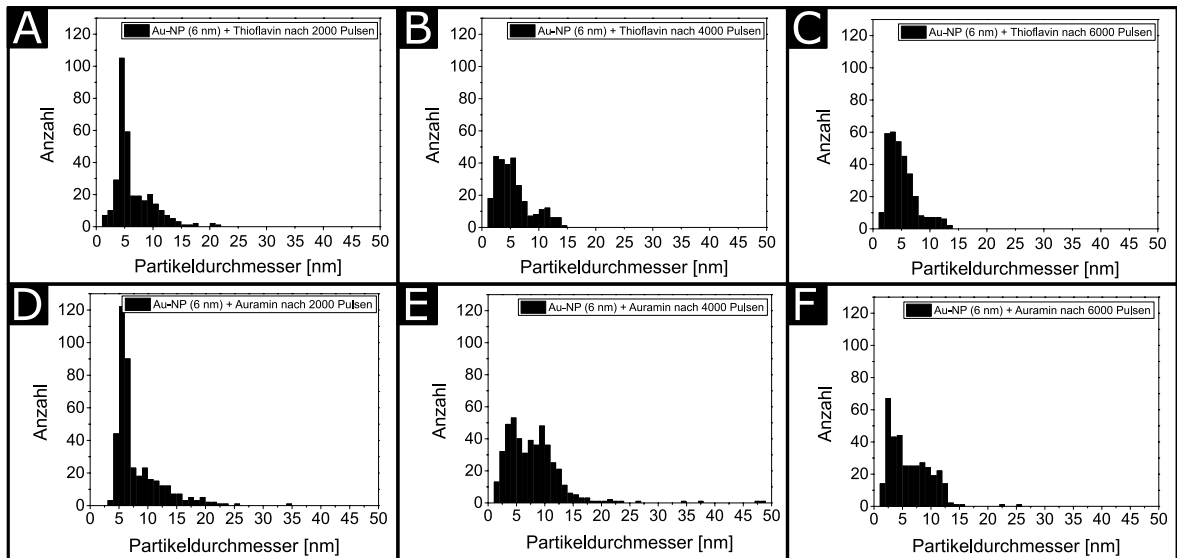 A
Au-NP (6 nm) + Thioflavin nach 2000 Pulsen
120
100
80
60
40
20
0
Anzahl
0 5 10 15 20 25 30 35 40 45 50
Partikeldurchmesser [nm]
B
Au-NP (6 nm) + Thioflavin nach 4000 Pulsen
120
100
80
60
40
20
0
Anzahl
0 5 10 15 20 25 30 35 40 45 50
Partikeldurchmesser [nm]
C
Au-NP (6 nm) + Thioflavin nach 6000 Pulsen
120
100
80
60
40
20
0
Anzahl
0 5 10 15 20 25 30 35 40 45 50
Partikeldurchmesser [nm]
D
Au-NP (6 nm) + Auramin nach 2000 Pulsen
120
100
80
60
40
20
0
Anzahl
0 5 10 15 20 25 30 35 40 45 50
Partikeldurchmesser [nm]
E
Au-NP (6 nm) + Auramin nach 4000 Pulsen
120
100
80
60
40
20
0
Anzahl
0 5 10 15 20 25 30 35 40 45 50
Partikeldurchmesser [nm]
F
Au-NP (6 nm) + Auramin nach 6000 Pulsen
120
100
80
60
40
20
0
Anzahl
0 5 10 15 20 25 30 35 40 45 50
Partikeldurchmesser [nm]